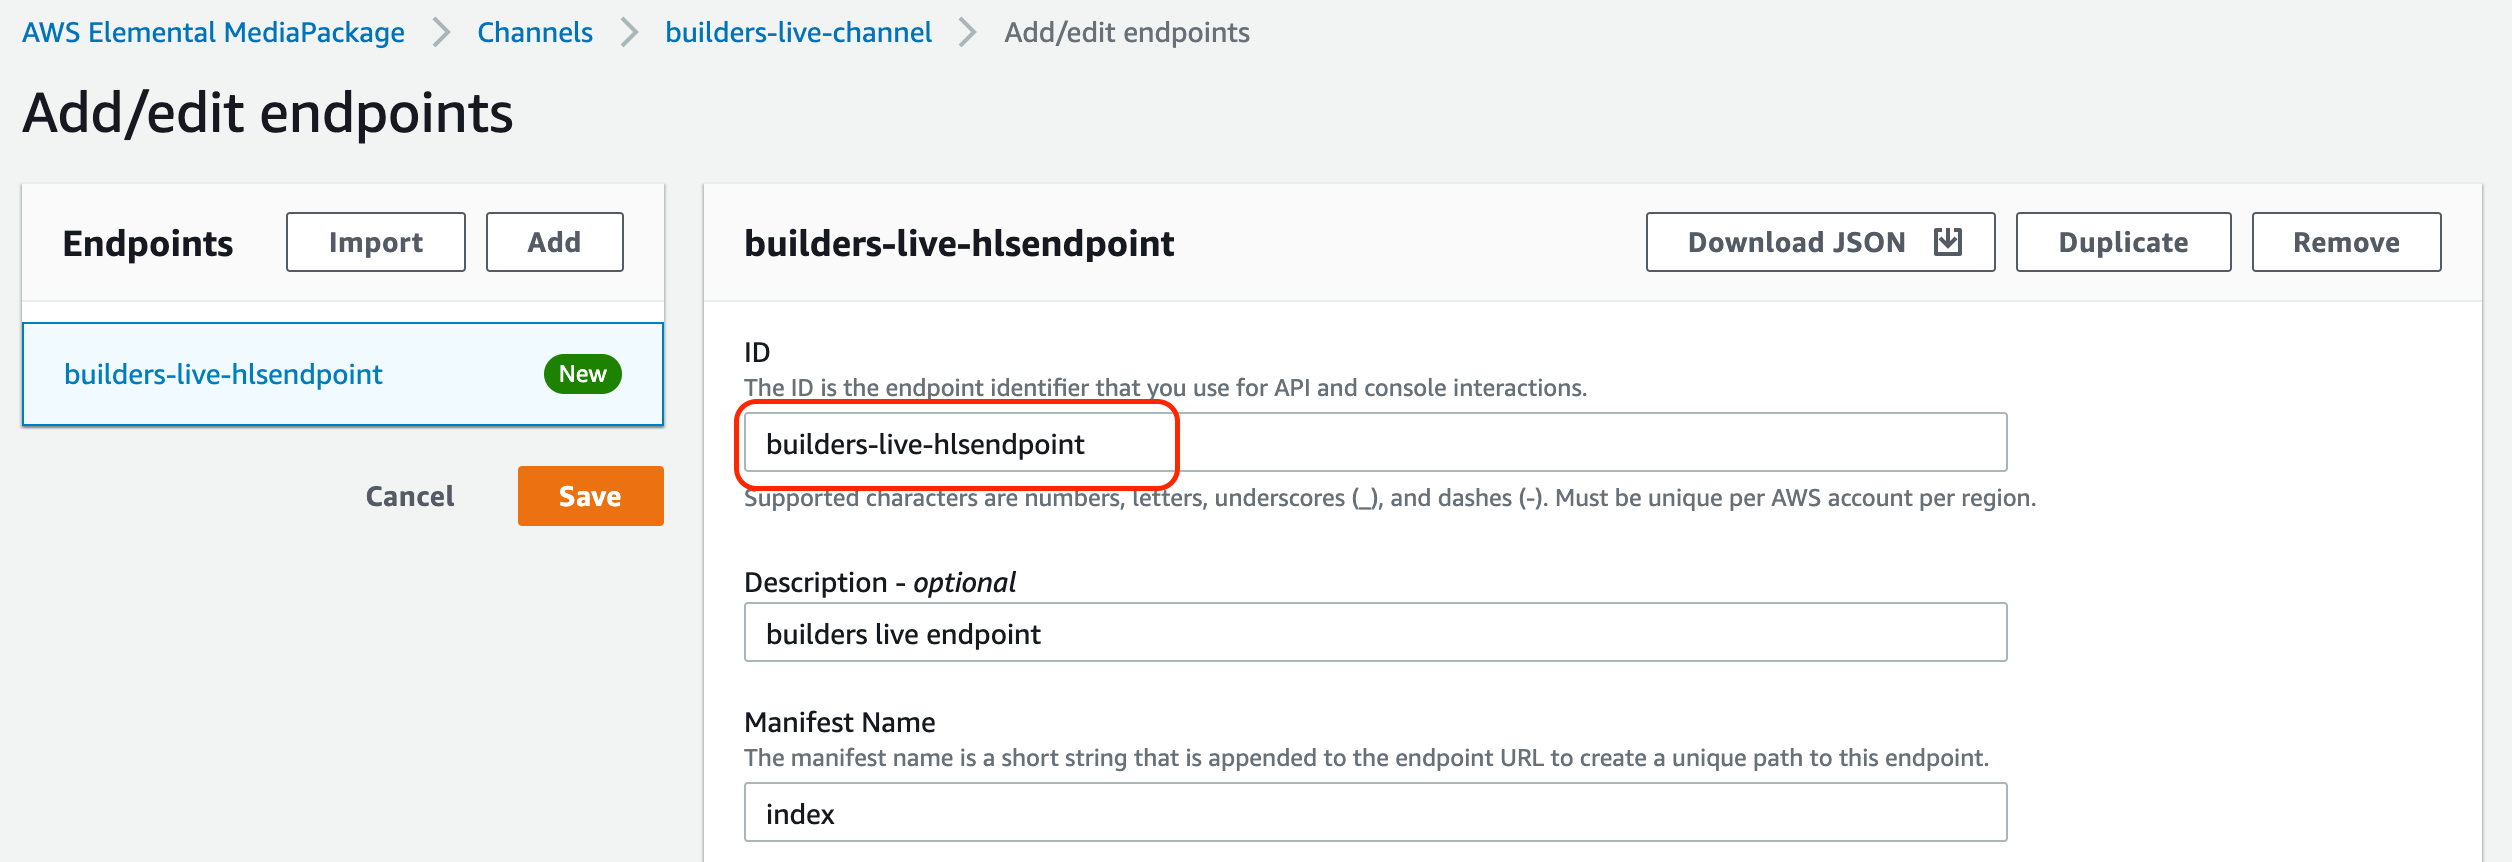 AWS Elemental MediaPackage > Channels > builders-live-channel > Add/edit endpoints
Add/edit endpoints
Endpoints Import Add
builders-live-hlsendpoint New
Cancel Save
builders-live-hlsendpoint Download JSON Duplicate Remove
ID
The ID is the endpoint identifier that you use for API and console interactions.
builders-live-hlsendpoint
Supported characters are numbers, letters, underscores (_), and dashes (-). Must be unique per AWS account per region.
Description - optional
builders live endpoint
Manifest Name
The manifest name is a short string that is appended to the endpoint URL to create a unique path to this endpoint.
index